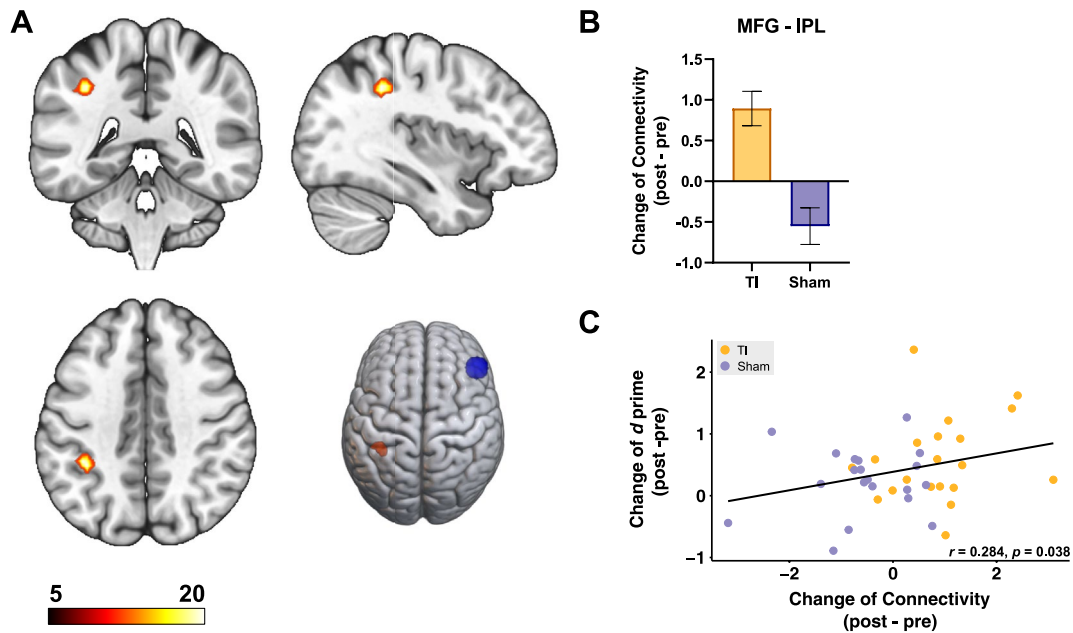 A
5 20
B
MFG - IPL
Change of Connectivity
(post - pre)
1.5
1.0
0.5
0.0
-0.5
-1.0
TI Sham
C
TI
Sham
Change of d prime
(post -pre)
2
1
0
−1
r = 0.284, p = 0.038
−2 0 2
Change of Connectivity
(post - pre)